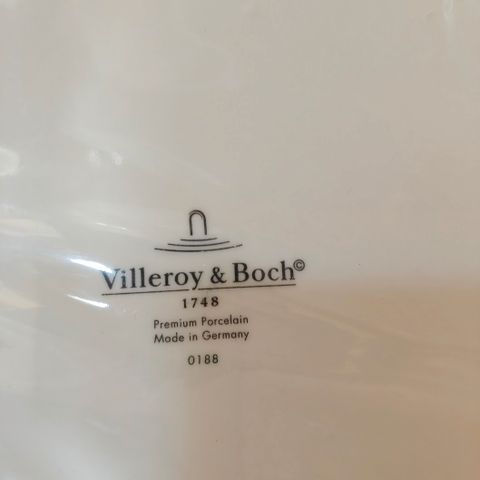 Villeroy & Boch©
1748
Premium Porcelain
Made in Germany
0188